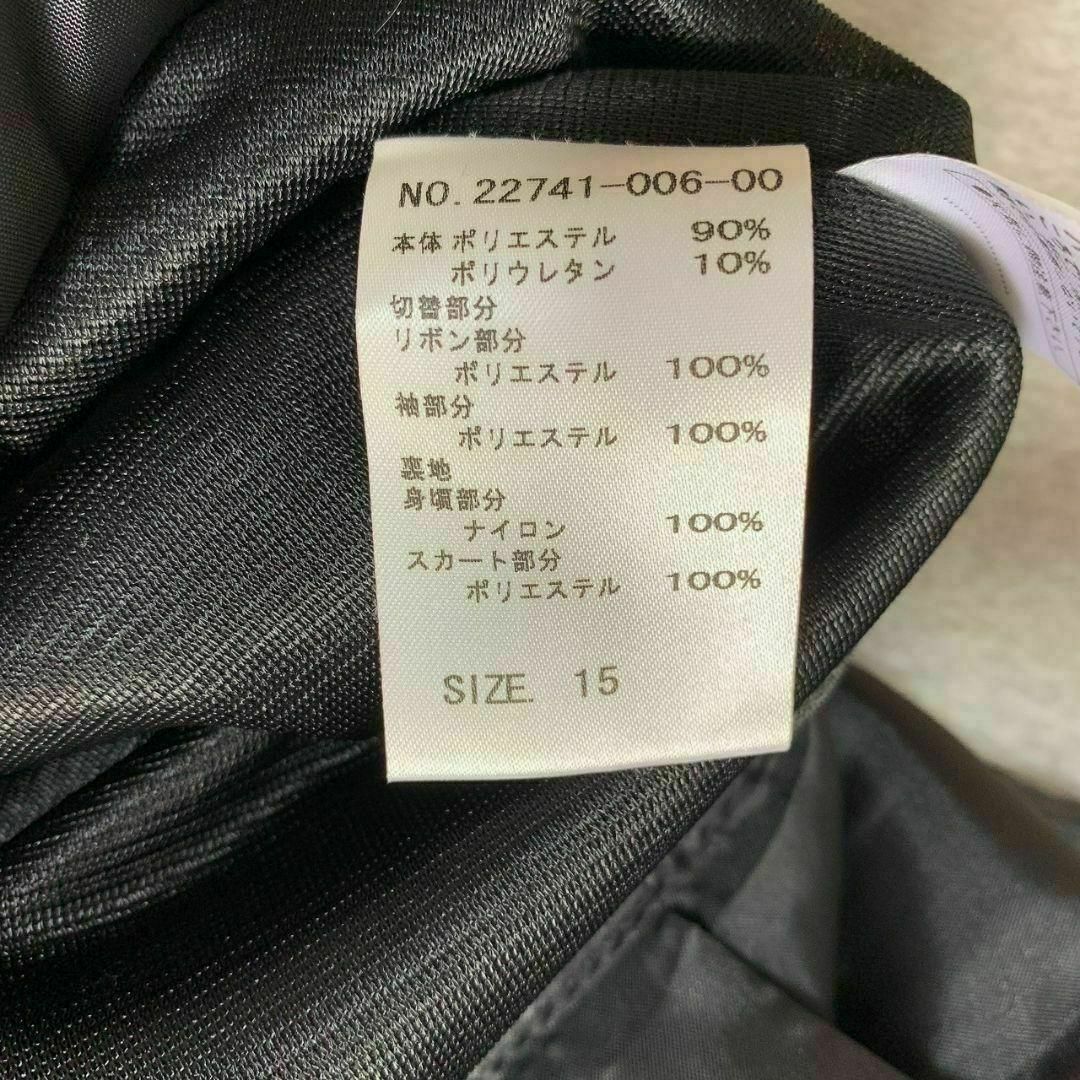 NO. 22741-006-00
本体 ポリエステル 90%
ポリウレタン 10%
切替部分
リボン部分
ポリエステル 100%
袖部分
ポリエステル 100%
裏地
身頃部分
ナイロン 100%
スカート部分
ポリエステル 100%
SIZE. 15